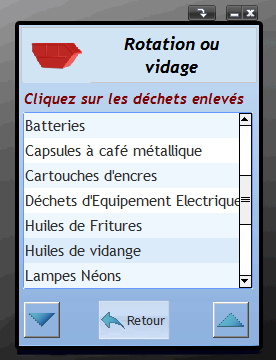 Rotation ou
vidage
Cliquez sur les déchets enlevés
Batteries
Capsules à café métallique
Cartouches d'encres
Déchets d'Equipement Electrique
Huiles de Fritures
Huiles de vidange
Lampes Néons
Retour